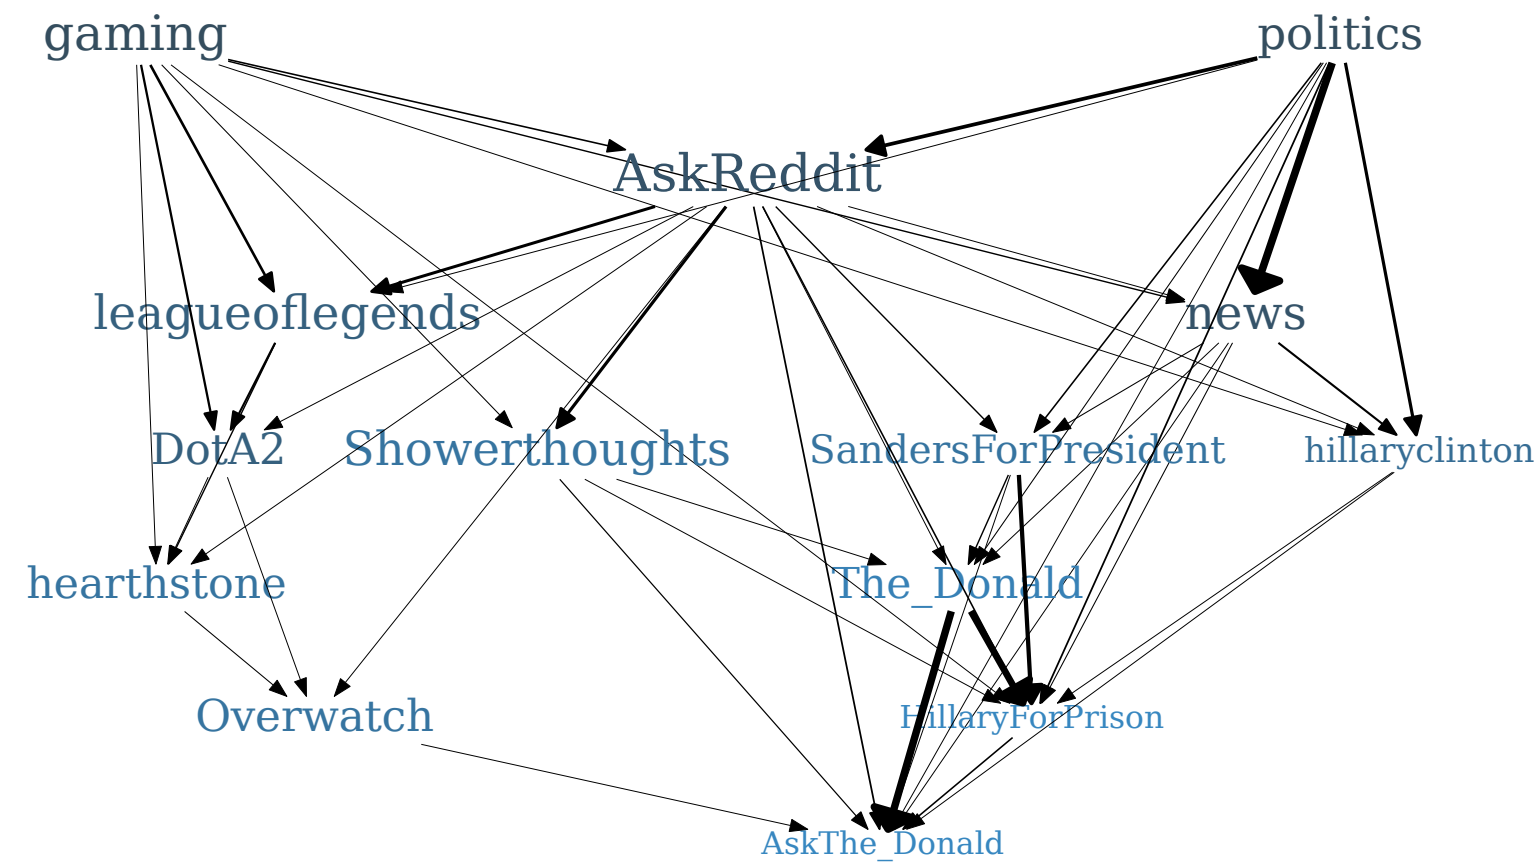 gaming
politics
AskReddit
leagueoflegends
news
DotA2
Showerthoughts
SandersForPresident
hillaryclinton
hearthstone
The_Donald
Overwatch
HillaryForPrison
AskThe_Donald